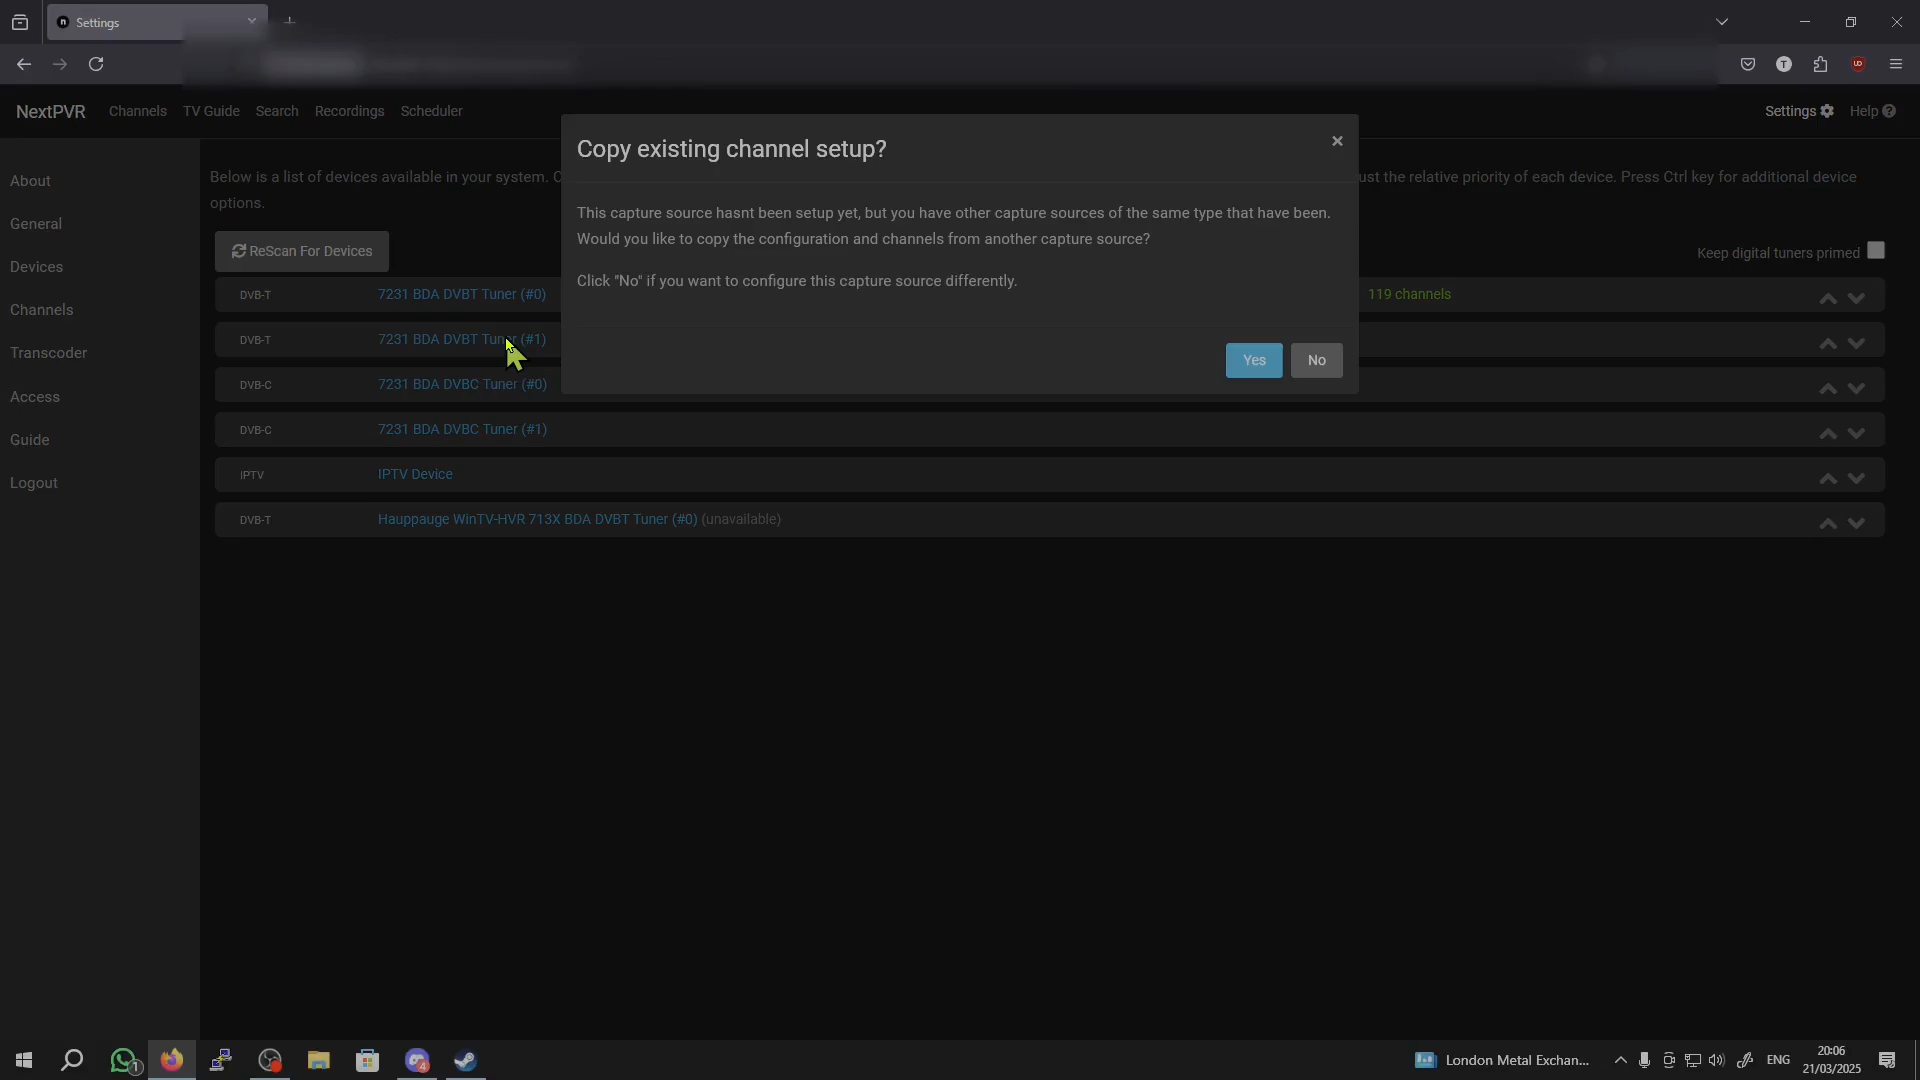 Settings
NextPVR Channels TV Guide Search Recordings Scheduler Settings Help
About
General
Devices
Channels
Transcoder
Access
Guide
Logout
Below is a list of devices available in your system. C
ust the relative priority of each device. Press Ctrl key for additional device
options.
ReScan For Devices
Keep digital tuners primed
DVB-T 7231 BDA DVBT Tuner (#0) 119 channels
DVB-T 7231 BDA DVBT Tuner (#1)
DVB-C 7231 BDA DVBC Tuner (#0)
DVB-C 7231 BDA DVBC Tuner (#1)
IPTV IPTV Device
DVB-T Hauppauge WinTV-HVR 713X BDA DVBT Tuner (#0) (unavailable)
Copy existing channel setup?
×
This capture source hasnt been setup yet, but you have other capture sources of the same type that have been.
Would you like to copy the configuration and channels from another capture source?
Click "No" if you want to configure this capture source differently.
Yes No
1
4
London Metal Exchan...
ENG
20:06
21/03/2025